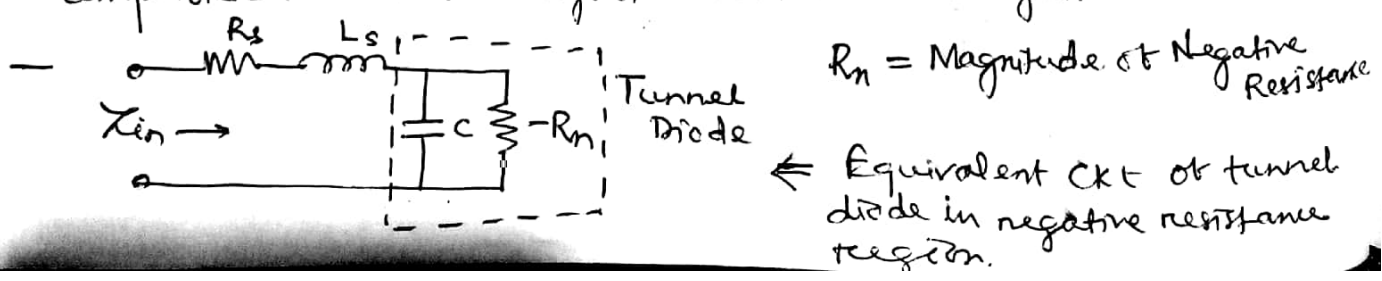 Rs Ls
Rn = Magnitude of Negative
Resistance
Tunnel
Zin → C -Rn Diode
← Equivalent ckt of tunnel
diode in negative resistance
region.